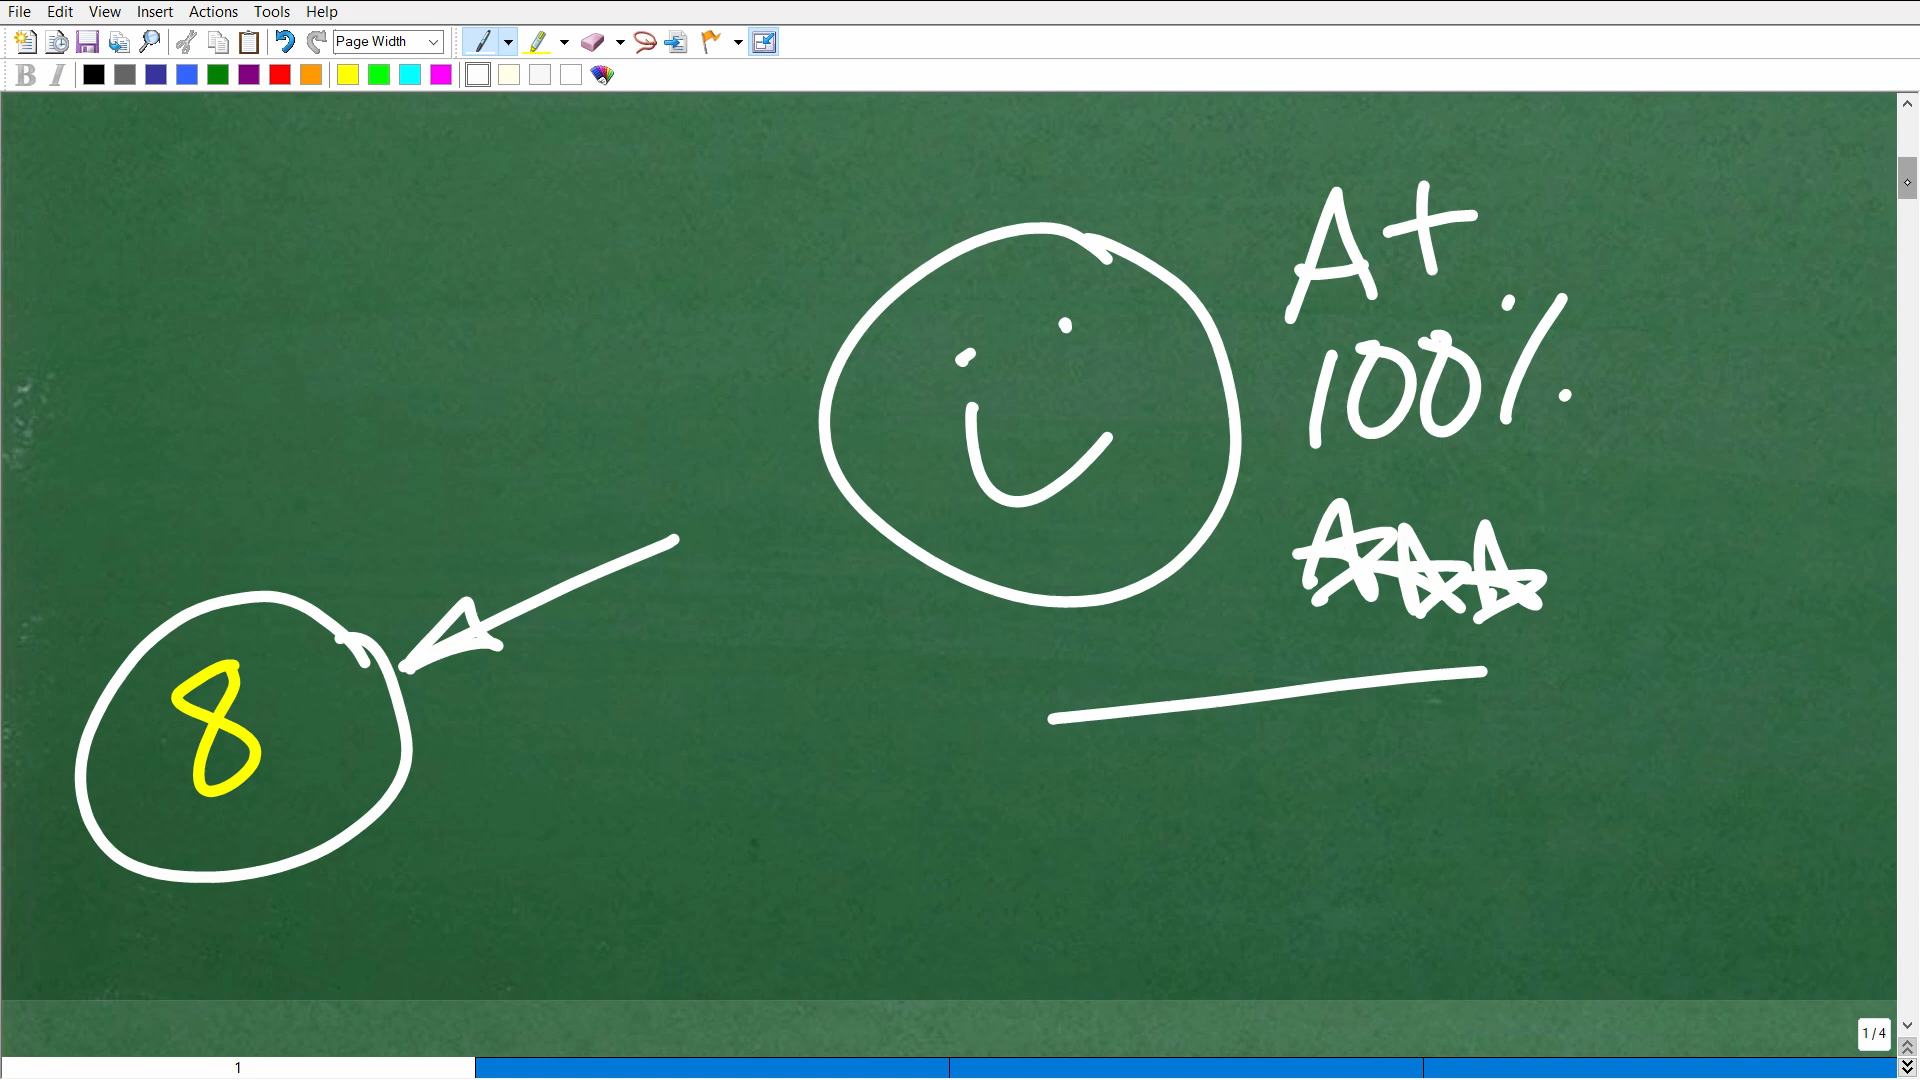 File Edit View Insert Actions Tools Help
Page Width
B I
A+
100%
8
1/4
1